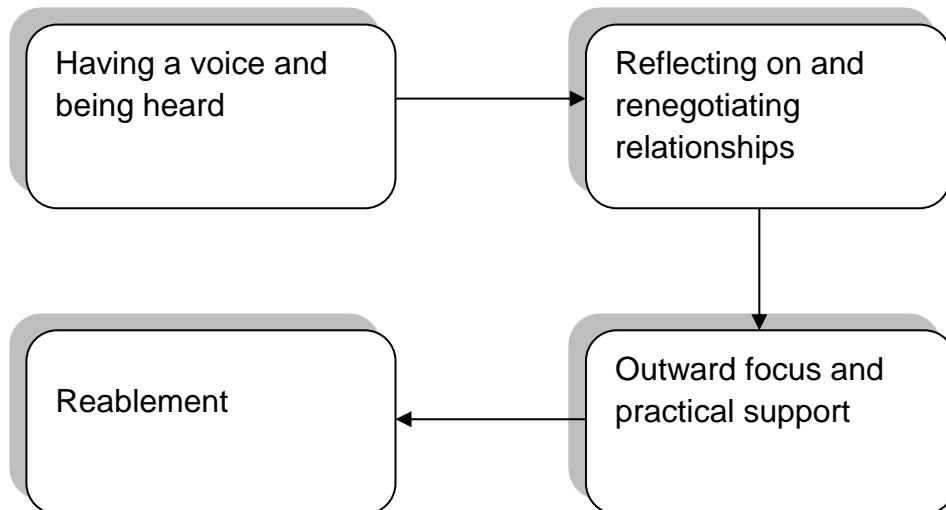 Having a voice and
being heard
Reflecting on and
renegotiating
relationships
Outward focus and
practical support
Reablement